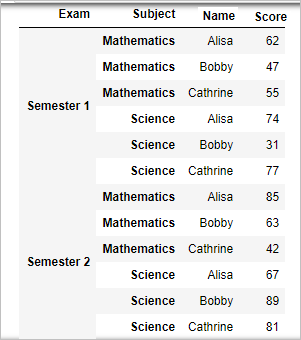 Exam Subject Name Score
Mathematics Alisa 62
Mathematics Bobby 47
Mathematics Cathrine 55
Semester 1
Science Alisa 74
Science Bobby 31
Science Cathrine 77
Mathematics Alisa 85
Mathematics Bobby 63
Mathematics Cathrine 42
Semester 2
Science Alisa 67
Science Bobby 89
Science Cathrine 81